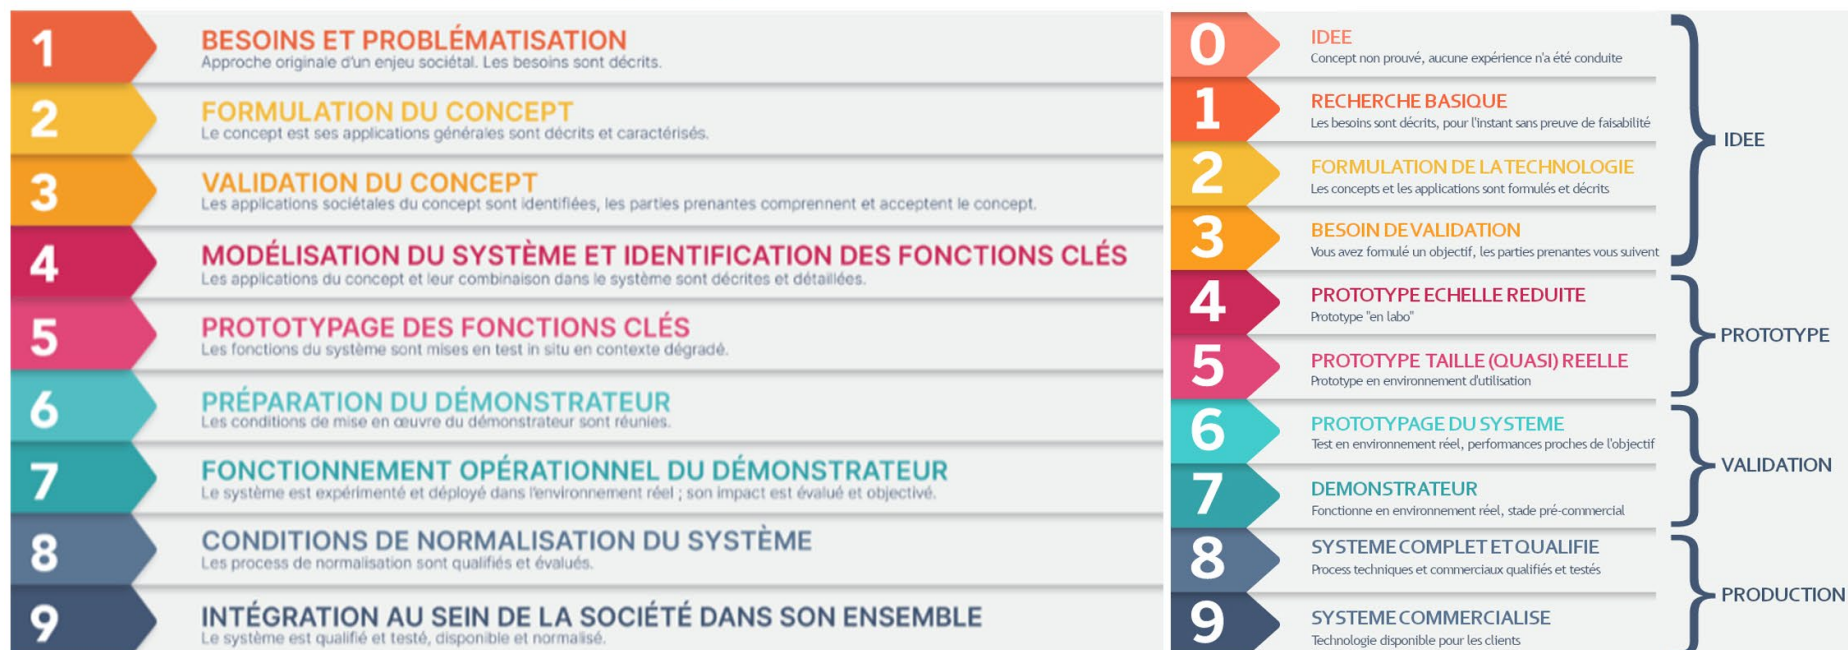 1
BESOINS ET PROBLÉMATISATION
Approche originale d'un enjeu sociétal. Les besoins sont décrits.
2
FORMULATION DU CONCEPT
Le concept est ses applications générales sont décrits et caractérisés.
3
VALIDATION DU CONCEPT
Les applications sociétales du concept sont identifiées, les parties prenantes comprennent et acceptent le concept.
4
MODÉLISATION DU SYSTÈME ET IDENTIFICATION DES FONCTIONS CLÉS
Les applications du concept et leur combinaison dans le système sont décrites et détaillées.
5
PROTOTYPAGE DES FONCTIONS CLÉS
Les fonctions du système sont mises en test in situ en contexte dégradé.
6
PRÉPARATION DU DÉMONSTRATEUR
Les conditions de mise en œuvre du démonstrateur sont réunies.
7
FONCTIONNEMENT OPÉRATIONNEL DU DÉMONSTRATEUR
Le système est expérimenté et déployé dans l'environnement réel ; son impact est évalué et objectivé.
8
CONDITIONS DE NORMALISATION DU SYSTÈME
Les process de normalisation sont qualifiés et évalués.
9
INTÉGRATION AU SEIN DE LA SOCIÉTÉ DANS SON ENSEMBLE
Le système est qualifié et testé, disponible et normalisé.
0
IDEE
Concept non prouvé, aucune expérience n'a été conduite
1
RECHERCHE BASIQUE
Les besoins sont décrits, pour l'instant sans preuve de faisabilité
2
FORMULATION DE LA TECHNOLOGIE
Les concepts et les applications sont formulés et décrits
3
BESOIN DE VALIDATION
Vous avez formulé un objectif, les parties prenantes vous suivent
IDEE
4
PROTOTYPE ECHELLE REDUITE
Prototype "en labo"
5
PROTOTYPE TAILLE (QUASI) REELLE
Prototype en environnement d'utilisation
PROTOTYPE
6
PROTOTYPAGE DU SYSTEME
Test en environnement réel, performances proches de l'objectif
7
DEMONSTRATEUR
Fonctionne en environnement réel, stade pré-commercial
VALIDATION
8
SYSTEME COMPLET ET QUALIFIE
Process techniques et commerciaux qualifiés et testés
9
SYSTEME COMMERCIALISE
Technologie disponible pour les clients
PRODUCTION